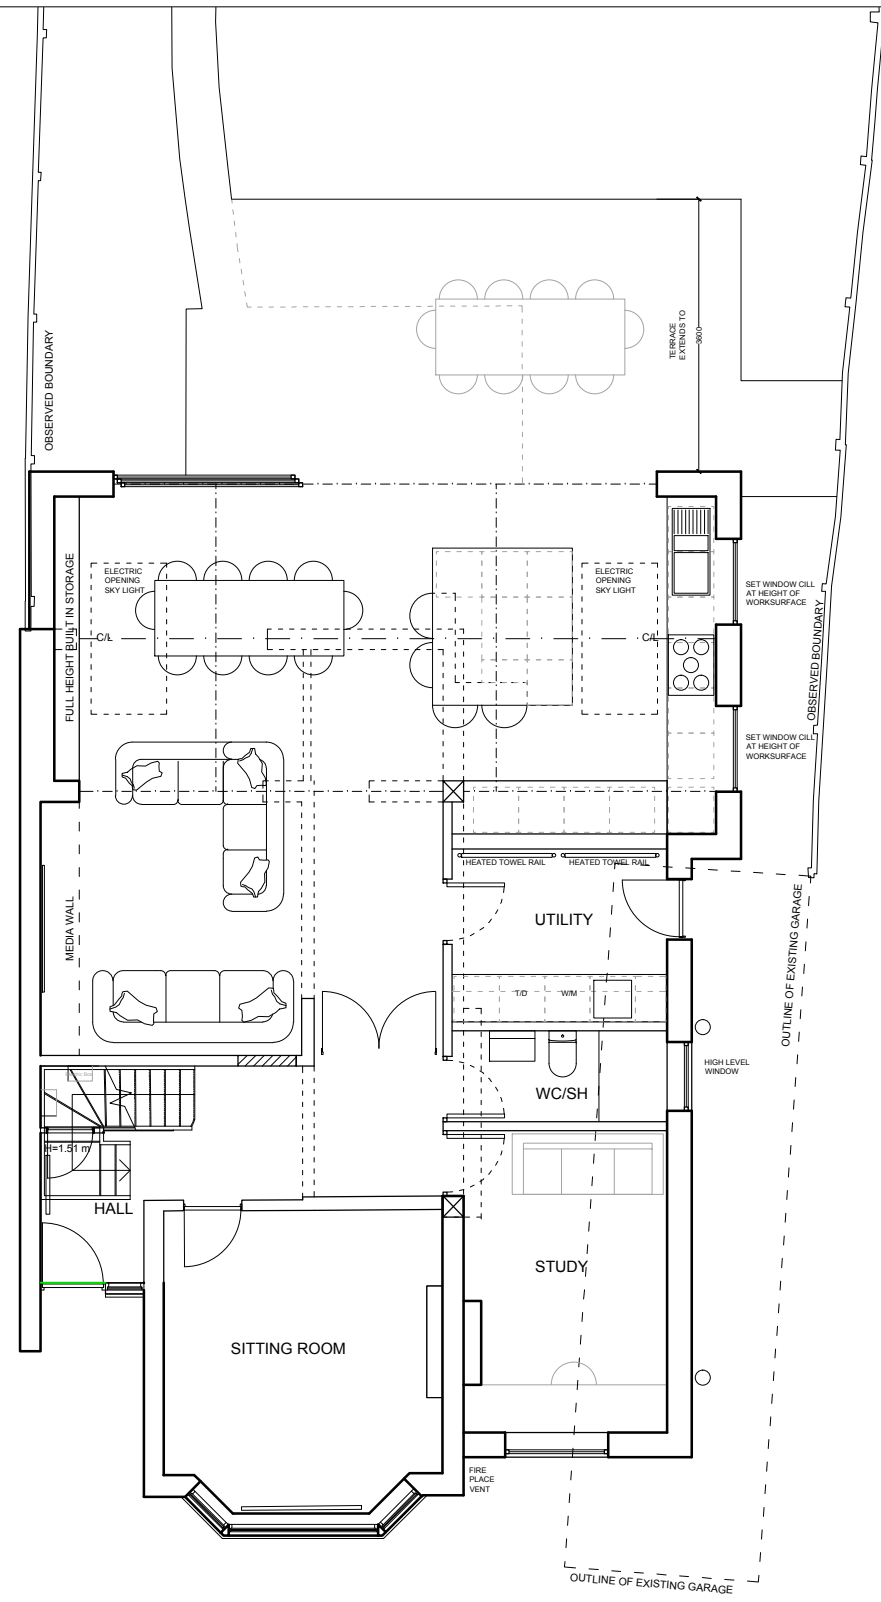 OBSERVED BOUNDARY
TERRACE
EXTENDS TO
3600
FULL HEIGHT BUILT IN STORAGE
ELECTRIC
OPENING
SKY LIGHT
ELECTRIC
OPENING
SKY LIGHT
SET WINDOW CILL
AT HEIGHT OF
WORKSURFACE
C/L
C/L
OBSERVED BOUNDARY
SET WINDOW CILL
AT HEIGHT OF
WORKSURFACE
HEATED TOWEL RAIL
HEATED TOWEL RAIL
MEDIA WALL
UTILITY
OUTLINE OF EXISTING GARAGE
T/D
W/M
HIGH LEVEL
WINDOW
WC/SH
H=1.51 m
HALL
STUDY
SITTING ROOM
FIRE
PLACE
VENT
OUTLINE OF EXISTING GARAGE